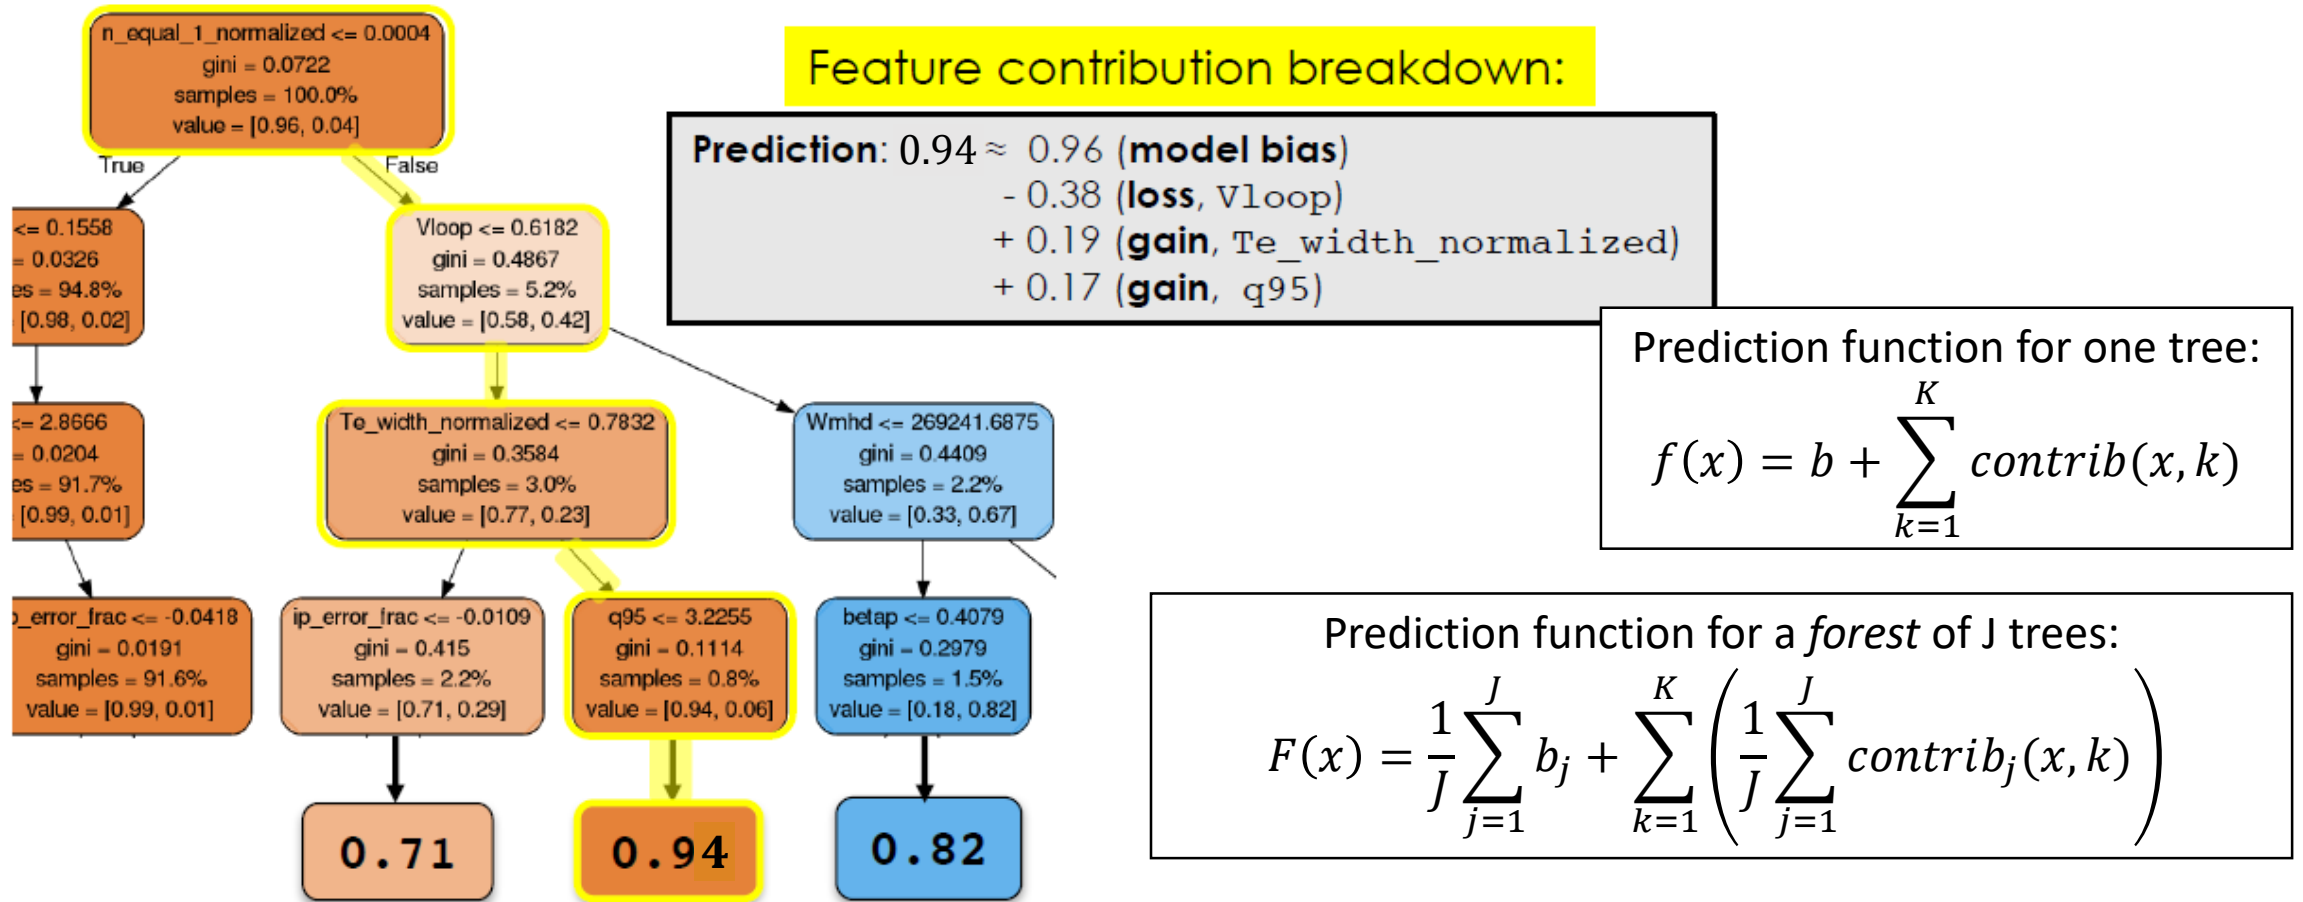 n_equal_1_normalized <= 0.0004
gini = 0.0722
samples = 100.0%
value = [0.96, 0.04]
True
False
<= 0.1558
= 0.0326
es = 94.8%
[0.98, 0.02]
Vloop <= 0.6182
gini = 0.4867
samples = 5.2%
value = [0.58, 0.42]
<= 2.8666
= 0.0204
es = 91.7%
[0.99, 0.01]
Te_width_normalized <= 0.7832
gini = 0.3584
samples = 3.0%
value = [0.77, 0.23]
Wmhd <= 269241.6875
gini = 0.4409
samples = 2.2%
value = [0.33, 0.67]
p_error_frac <= -0.0418
gini = 0.0191
samples = 91.6%
value = [0.99, 0.01]
ip_error_frac <= -0.0109
gini = 0.415
samples = 2.2%
value = [0.71, 0.29]
q95 <= 3.2255
gini = 0.1114
samples = 0.8%
value = [0.94, 0.06]
betap <= 0.4079
gini = 0.2979
samples = 1.5%
value = [0.18, 0.82]
0.71
0.94
0.82
Feature contribution breakdown:
Prediction: 0.94 ≈ 0.96 (model bias)
- 0.38 (loss, Vloop)
+ 0.19 (gain, Te_width_normalized)
+ 0.17 (gain, q95)
Prediction function for one tree:
f(x) = b + ∑_{k=1}^{K} contrib(x, k)
Prediction function for a forest of J trees:
F(x) = \frac{1}{J} ∑_{j=1}^{J} b_j + ∑_{k=1}^{K} ( \frac{1}{J} ∑_{j=1}^{J} contrib_j(x, k) )